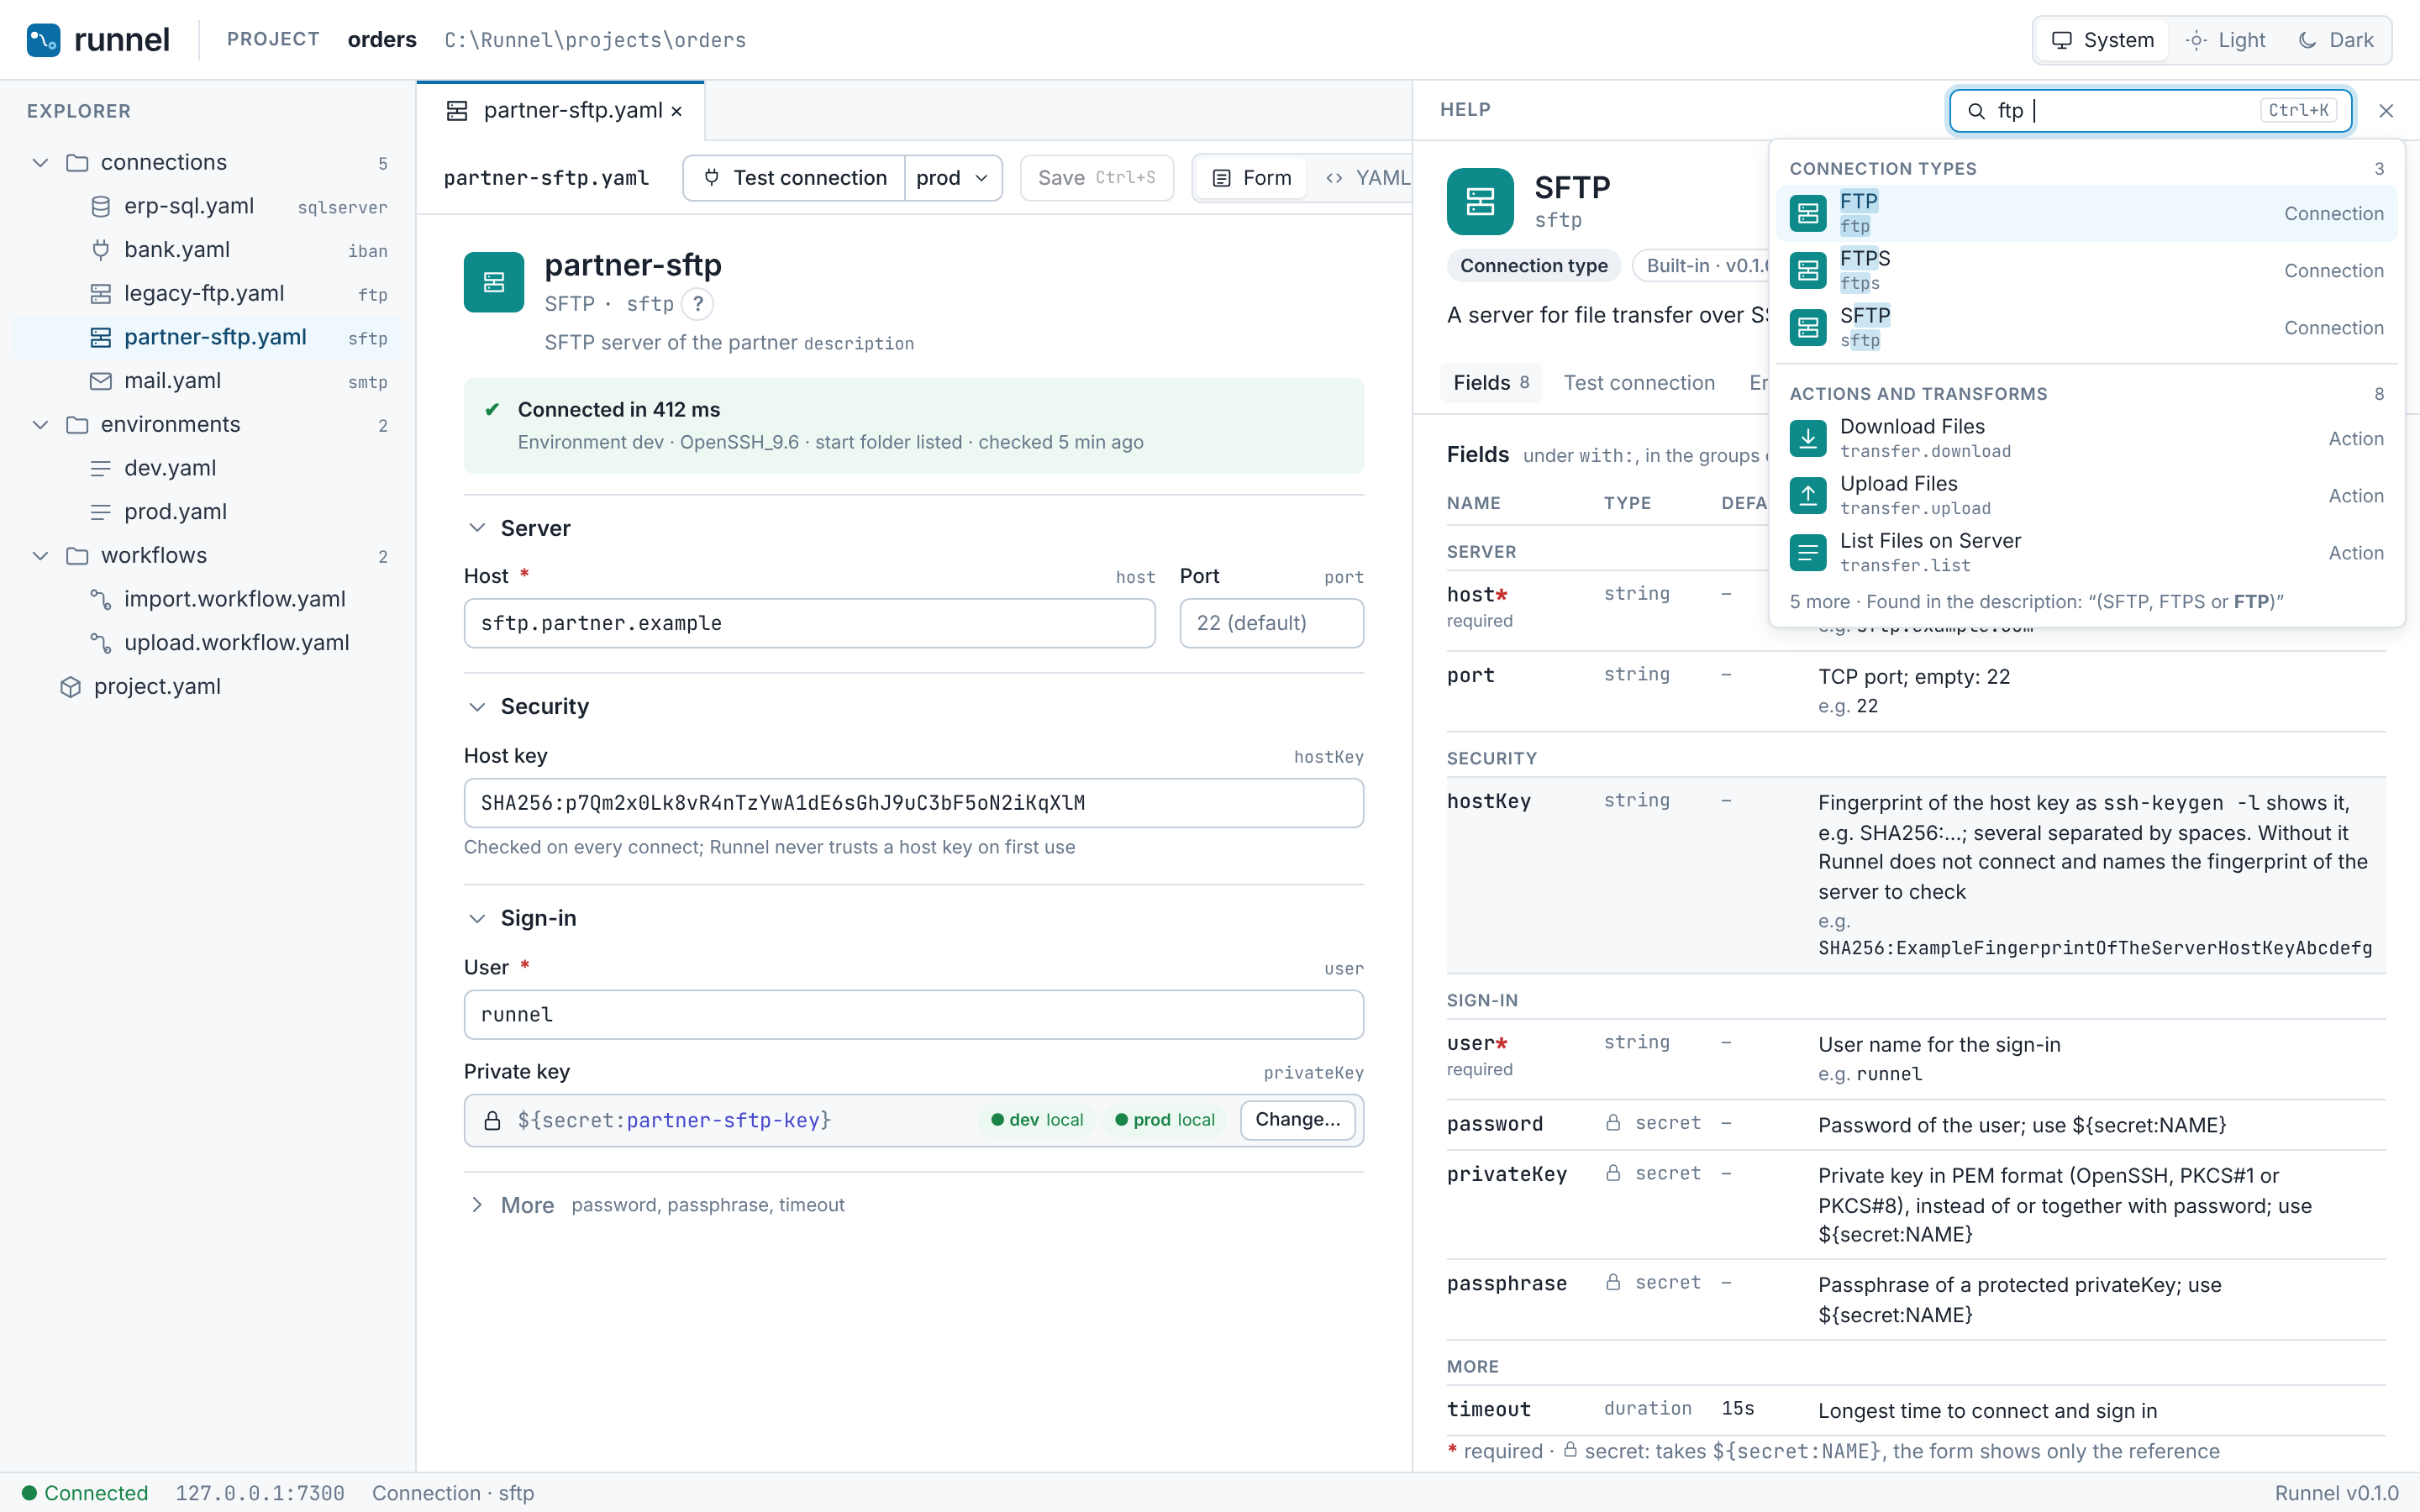 runnel PROJECT orders C:\Runnel\projects\orders System Light Dark
EXPLORER
connections 5
erp-sql.yaml sqlserver
bank.yaml iban
legacy-ftp.yaml ftp
partner-sftp.yaml sftp
mail.yaml smtp
environments 2
dev.yaml
prod.yaml
workflows 2
import.workflow.yaml
upload.workflow.yaml
project.yaml
partner-sftp.yaml ×
partner-sftp.yaml Test connection prod Save Ctrl+S Form <> YAML
partner-sftp
SFTP · sftp ?
SFTP server of the partner description
✔ Connected in 412 ms
Environment dev · OpenSSH_9.6 · start folder listed · checked 5 min ago
Server
Host * host Port port
sftp.partner.example 22 (default)
Security
Host key hostKey
SHA256:p7Qm2x0Lk8vR4nTzYwA1dE6sGhJ9uC3bF5oN2iKqXlM
Checked on every connect; Runnel never trusts a host key on first use
Sign-in
User * user
runnel
Private key privateKey
${secret:partner-sftp-key} dev local prod local Change...
More password, passphrase, timeout
HELP ftp Ctrl+K
SFTP
sftp
Connection type Built-in · v0.1.
A server for file transfer over
Fields 8 Test connection
Fields under with:, in the groups
NAME TYPE DEFA
SERVER
host* string –
required
port string – TCP port; empty: 22
e.g. 22
SECURITY
hostKey string – Fingerprint of the host key as ssh-keygen -l shows it,
e.g. SHA256:...; several separated by spaces. Without it
Runnel does not connect and names the fingerprint of the
server to check
e.g.
SHA256:ExampleFingerprintOfTheServerHostKeyAbcdefg
SIGN-IN
user* string – User name for the sign-in
required e.g. runnel
password secret – Password of the user; use ${secret:NAME}
privateKey secret – Private key in PEM format (OpenSSH, PKCS#1 or
PKCS#8), instead of or together with password; use
${secret:NAME}
passphrase secret – Passphrase of a protected privateKey; use
${secret:NAME}
MORE
timeout duration 15s Longest time to connect and sign in
* required · secret: takes ${secret:NAME}, the form shows only the reference
CONNECTION TYPES 3
FTP Connection
ftp
FTPS Connection
ftps
SFTP Connection
sftp
ACTIONS AND TRANSFORMS 8
Download Files Action
transfer.download
Upload Files Action
transfer.upload
List Files on Server Action
transfer.list
5 more · Found in the description: “(SFTP, FTPS or FTP)”
Connected 127.0.0.1:7300 Connection · sftp Runnel v0.1.0